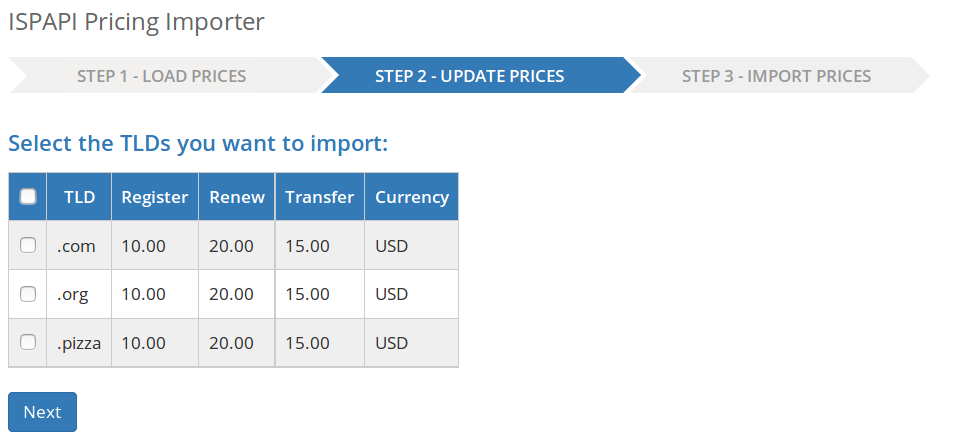 ISPAPI Pricing Importer
STEP 1 - LOAD PRICES STEP 2 - UPDATE PRICES STEP 3 - IMPORT PRICES
Select the TLDs you want to import:
TLD Register Renew Transfer Currency
.com 10.00 20.00 15.00 USD
.org 10.00 20.00 15.00 USD
.pizza 10.00 20.00 15.00 USD
Next